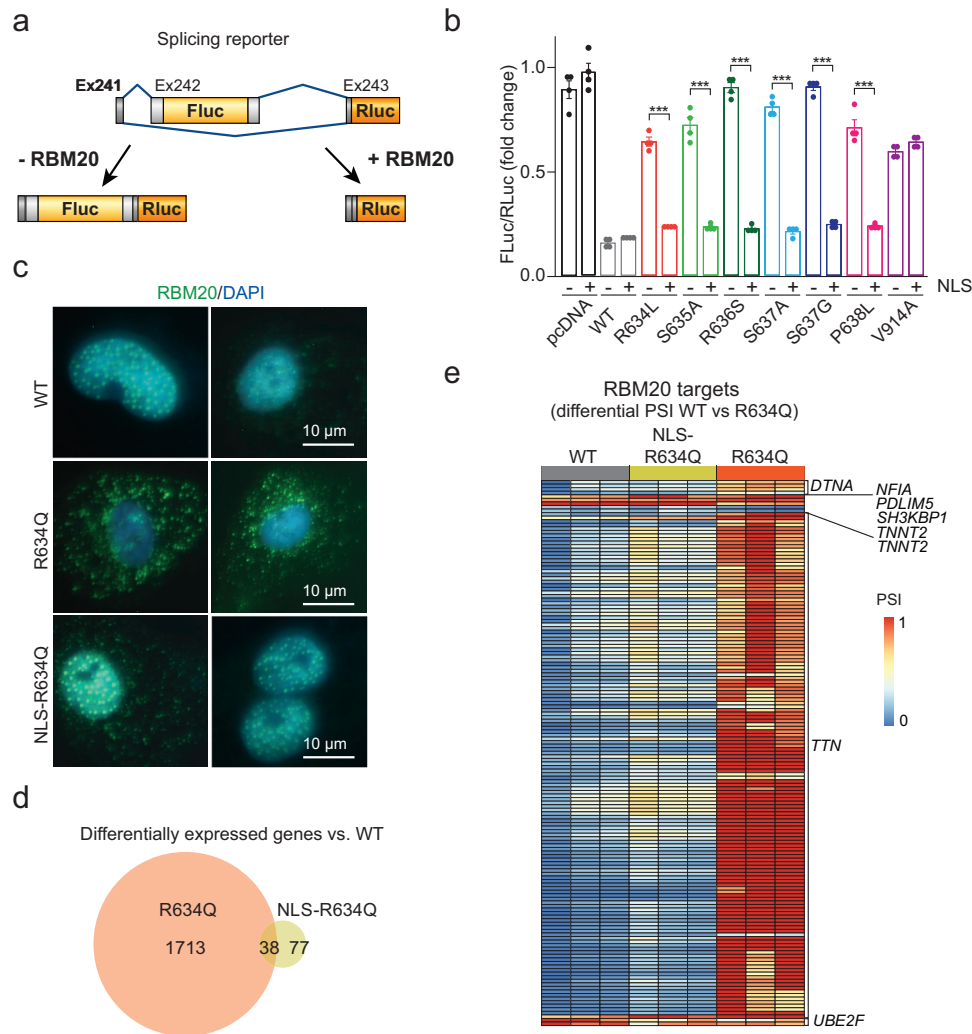 a
Splicing reporter
Ex241
Ex242
Ex243
Fluc
Rluc
- RBM20
+ RBM20
Fluc
Rluc
Rluc
b
FLuc/RLuc (fold change)
1.0
0.5
0.0
***
***
***
***
***
***
- + - + - + - + - + - + - + - + - +
NLS
pcDNA
WT
R634L
S635A
R636S
S637A
S637G
P638L
V914A
c
RBM20/DAPI
WT
10 µm
R634Q
10 µm
NLS-R634Q
10 µm
d
Differentially expressed genes vs. WT
R634Q
NLS-R634Q
1713
38
77
e
RBM20 targets
(differential PSI WT vs R634Q)
WT
NLS-
R634Q
R634Q
DTNA
NFIA
PDLIM5
SH3KBP1
TNNT2
TNNT2
PSI
1
0
TTN
UBE2F